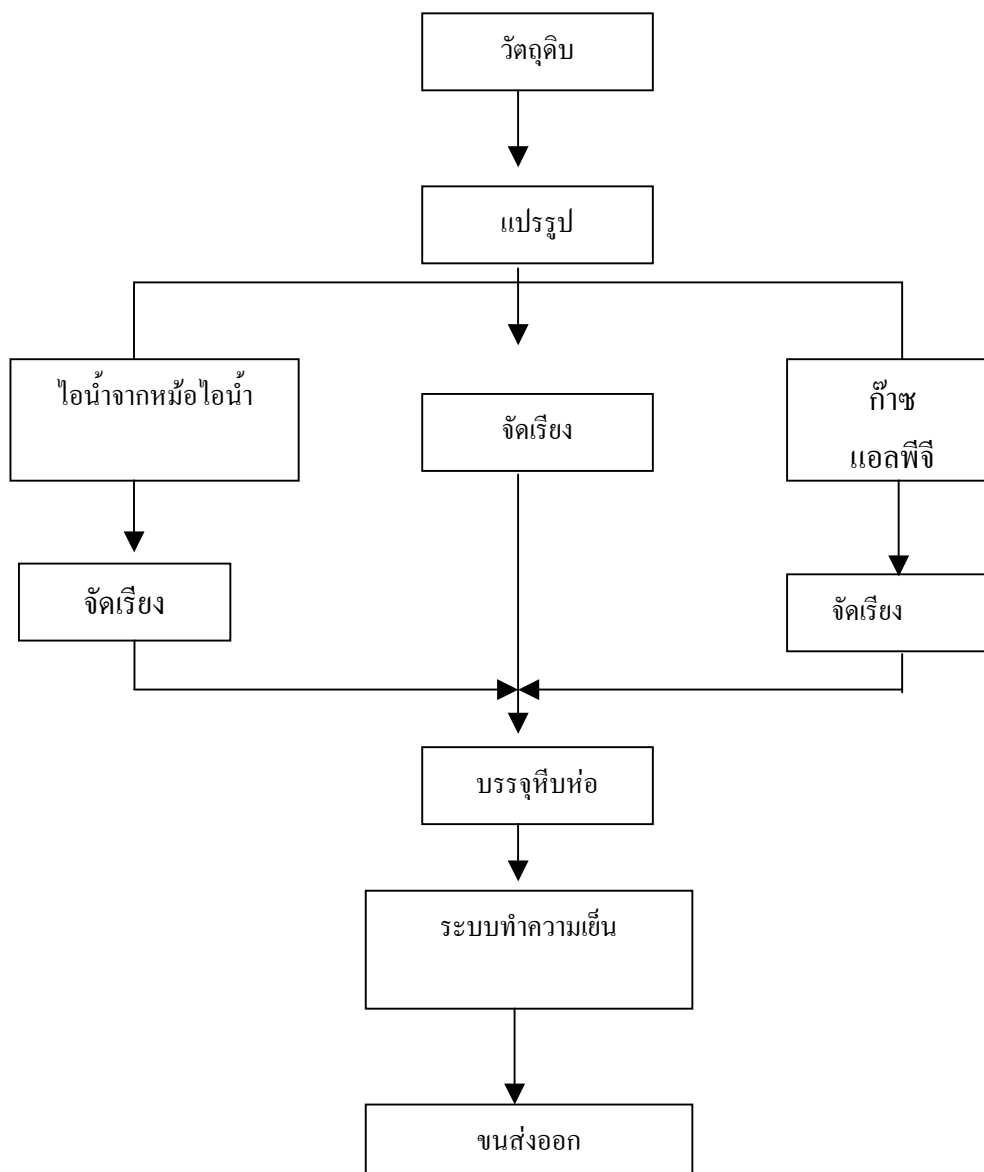 วัตถุดิบ
แปรรูป
ไอน้ำจากหม้อไอน้ำ
จัดเรียง
ก๊าซ
แอลพีจี
จัดเรียง
จัดเรียง
บรรจุหีบห่อ
ระบบทำความเย็น
ขนส่งออก